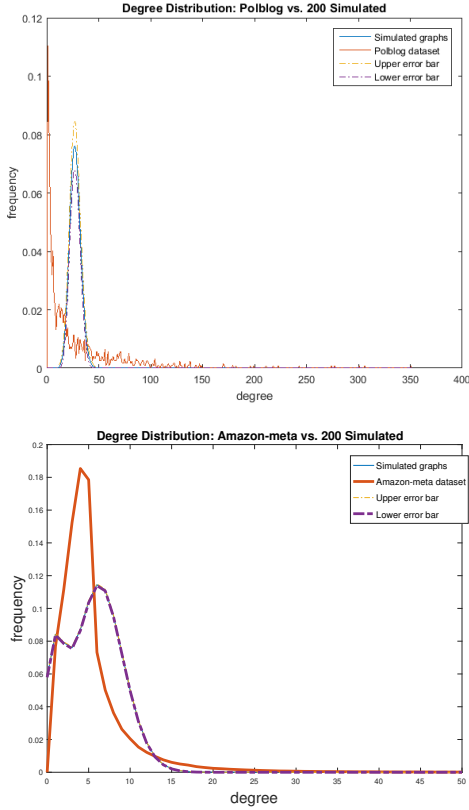 Degree Distribution: Polblog vs. 200 Simulated
0.12
0.1
0.08
0.06
0.04
0.02
0
frequency
Simulated graphs
Polblog dataset
Upper error bar
Lower error bar
0 50 100 150 200 250 300 350 400
degree
Degree Distribution: Amazon-meta vs. 200 Simulated
0.2
0.18
0.16
0.14
0.12
0.1
0.08
0.06
0.04
0.02
0
frequency
Simulated graphs
Amazon-meta dataset
Upper error bar
Lower error bar
0 5 10 15 20 25 30 35 40 45 50
degree